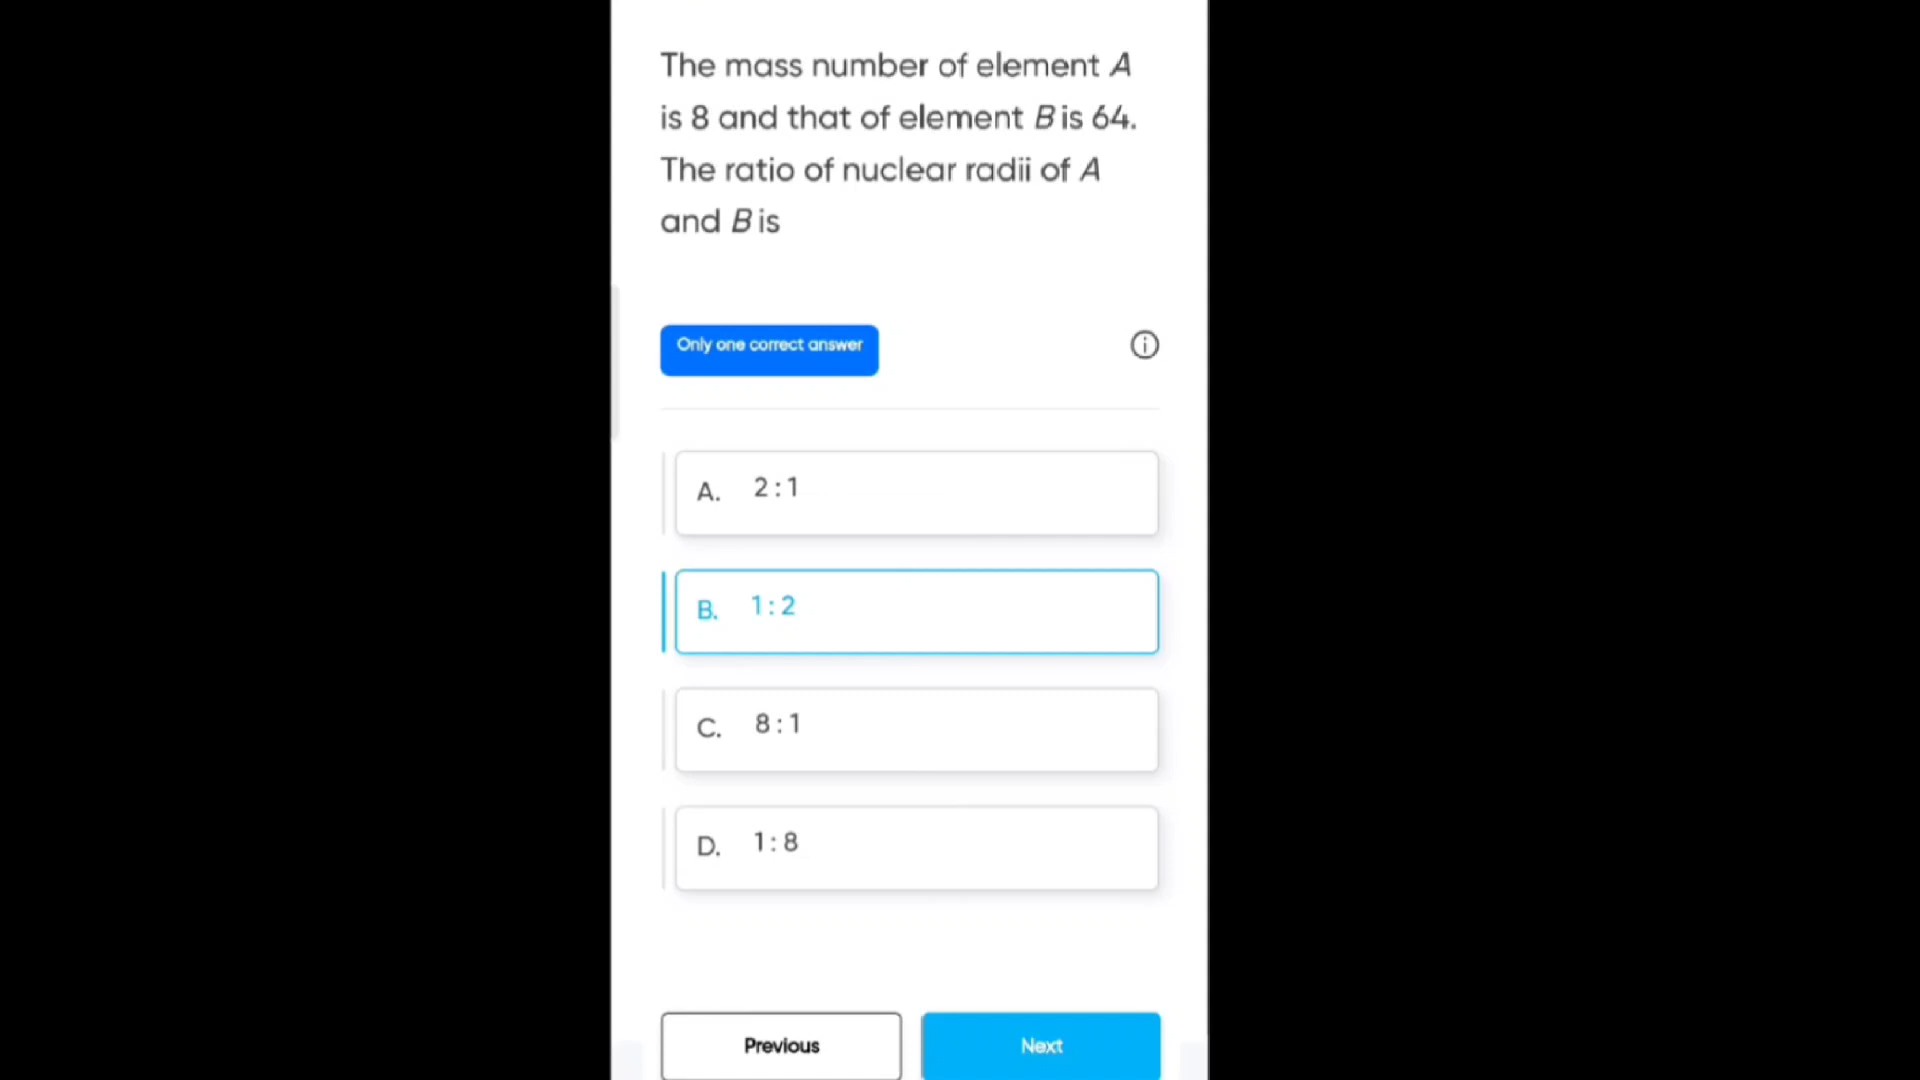 The mass number of element A
is 8 and that of element B is 64.
The ratio of nuclear radii of A
and B is
Only one correct answer
A. 2 : 1
B. 1 : 2
C. 8 : 1
D. 1 : 8
Previous Next